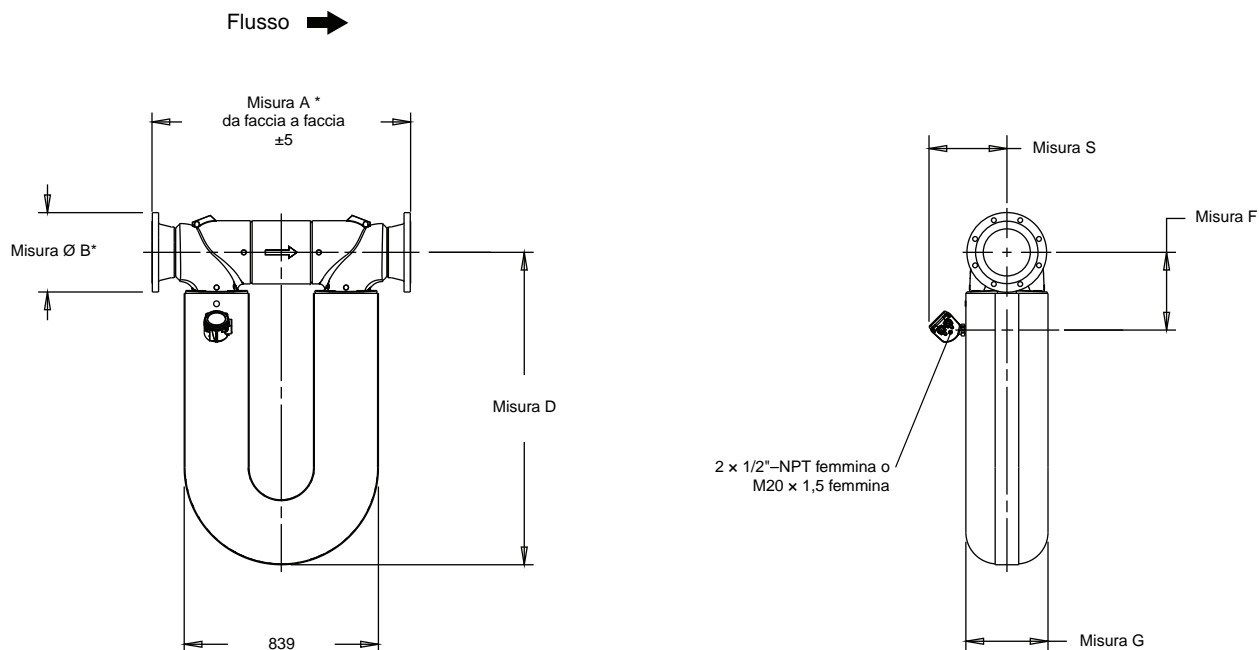 Flusso
Misura A *
da faccia a faccia
±5
Misura S
Misura F
Misura Ø B*
Misura D
2 × 1/2"–NPT femmina o
M20 × 1,5 femmina
839
Misura G